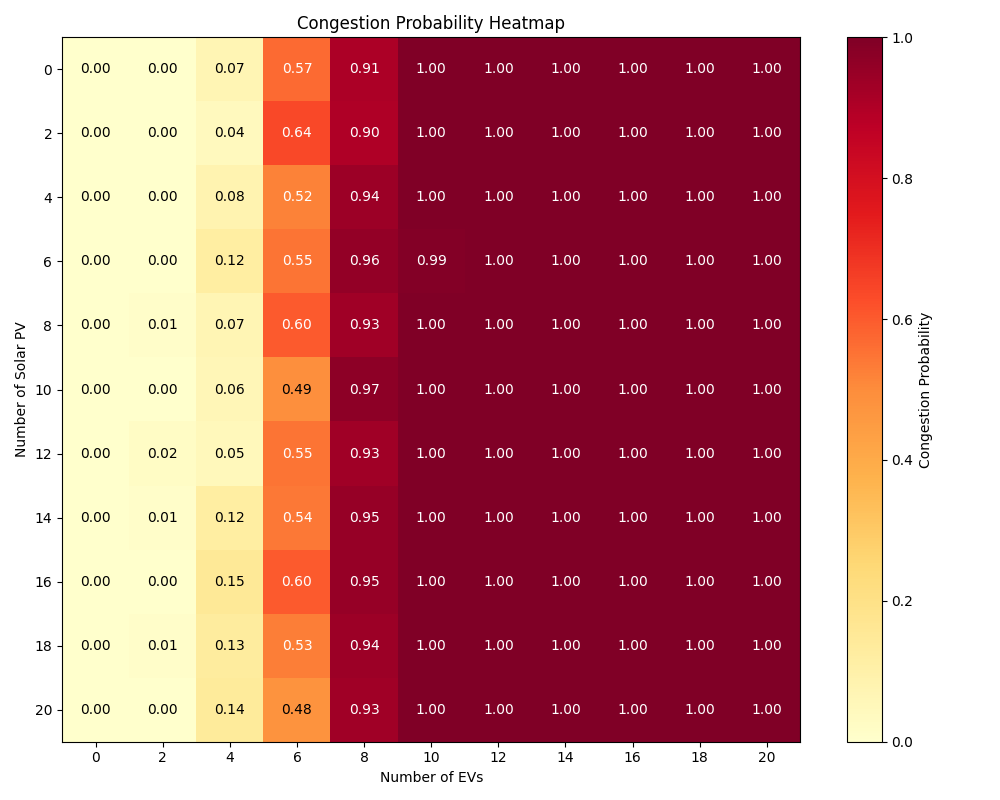 Congestion Probability Heatmap
0 0.00 0.00 0.07 0.57 0.91 1.00 1.00 1.00 1.00 1.00 1.00
2 0.00 0.00 0.04 0.64 0.90 1.00 1.00 1.00 1.00 1.00 1.00
4 0.00 0.00 0.08 0.52 0.94 1.00 1.00 1.00 1.00 1.00 1.00
6 0.00 0.00 0.12 0.55 0.96 0.99 1.00 1.00 1.00 1.00 1.00
8 0.00 0.01 0.07 0.60 0.93 1.00 1.00 1.00 1.00 1.00 1.00
10 0.00 0.00 0.06 0.49 0.97 1.00 1.00 1.00 1.00 1.00 1.00
12 0.00 0.02 0.05 0.55 0.93 1.00 1.00 1.00 1.00 1.00 1.00
14 0.00 0.01 0.12 0.54 0.95 1.00 1.00 1.00 1.00 1.00 1.00
16 0.00 0.00 0.15 0.60 0.95 1.00 1.00 1.00 1.00 1.00 1.00
18 0.00 0.01 0.13 0.53 0.94 1.00 1.00 1.00 1.00 1.00 1.00
20 0.00 0.00 0.14 0.48 0.93 1.00 1.00 1.00 1.00 1.00 1.00
0 2 4 6 8 10 12 14 16 18 20
Number of EVs
Number of Solar PV
1.0
0.8
0.6
0.4
0.2
0.0
Congestion Probability